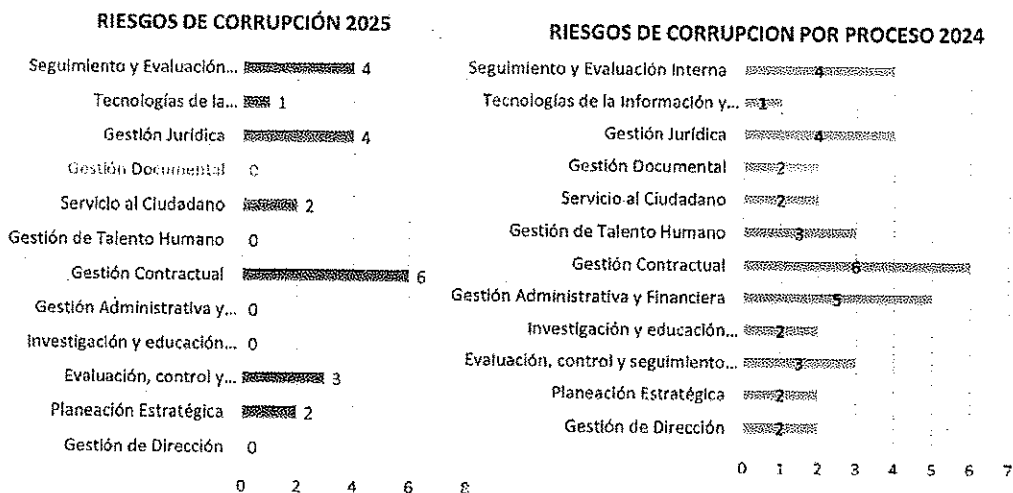 RIESGOS DE CORRUPCIÓN 2025
Seguimiento y Evaluación... 4
Tecnologías de la... 1
Gestión Jurídica 4
Gestión Documental 0
Servicio al Ciudadano 2
Gestión de Talento Humano 0
Gestión Contractual 6
Gestión Administrativa y... 0
Investigación y educación... 0
Evaluación, control y... 3
Planeación Estratégica 2
Gestión de Dirección 0
0 2 4 6 8
RIESGOS DE CORRUPCION POR PROCESO 2024
Seguimiento y Evaluación Interna 4
Tecnologías de la Información y... 1
Gestión Jurídica 4
Gestión Documental 2
Servicio al Ciudadano 2
Gestión de Talento Humano 3
Gestión Contractual 6
Gestión Administrativa y Financiera 5
Investigación y educación... 2
Evaluación, control y seguimiento... 3
Planeación Estratégica 2
Gestión de Dirección 2
0 1 2 3 4 5 6 7